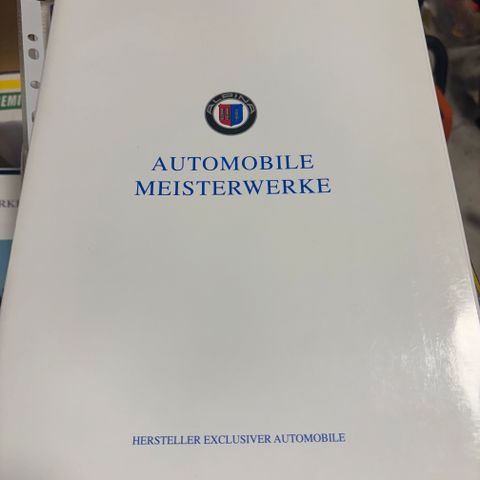 ALPINA
AUTOMOBILE
MEISTERWERKE
HERSTELLER EXCLUSIVER AUTOMOBILE